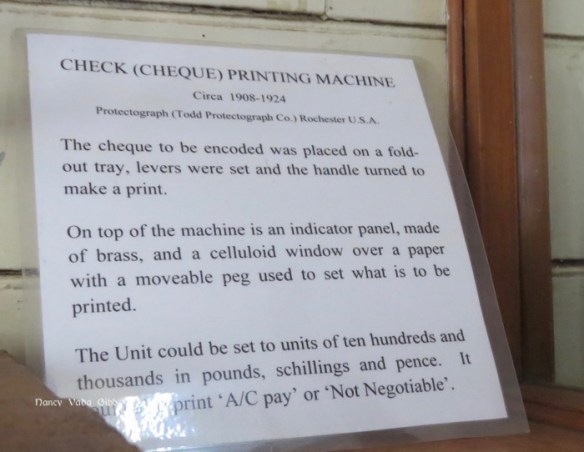 CHECK (CHEQUE) PRINTING MACHINE
Circa 1908-1924
Protectograph (Todd Protectograph Co.) Rochester U.S.A.
The cheque to be encoded was placed on a fold-
out tray, levers were set and the handle turned to
make a print.
On top of the machine is an indicator panel, made
of brass, and a celluloid window over a paper
with a moveable peg used to set what is to be
printed.
The Unit could be set to units of ten hundreds and
thousands in pounds, schillings and pence. It
print 'A/C pay' or 'Not Negotiable'.
Nancy Vada